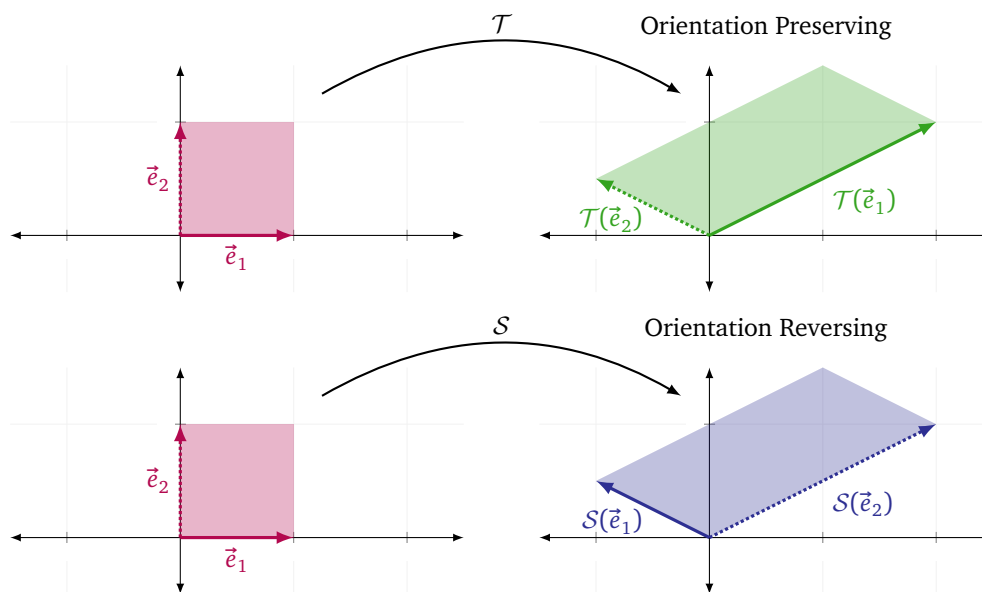 𝒯
Orientation Preserving
e⃗₂
e⃗₁
𝒯(e⃗₂)
𝒯(e⃗₁)
𝒮
Orientation Reversing
e⃗₂
e⃗₁
𝒮(e⃗₁)
𝒮(e⃗₂)